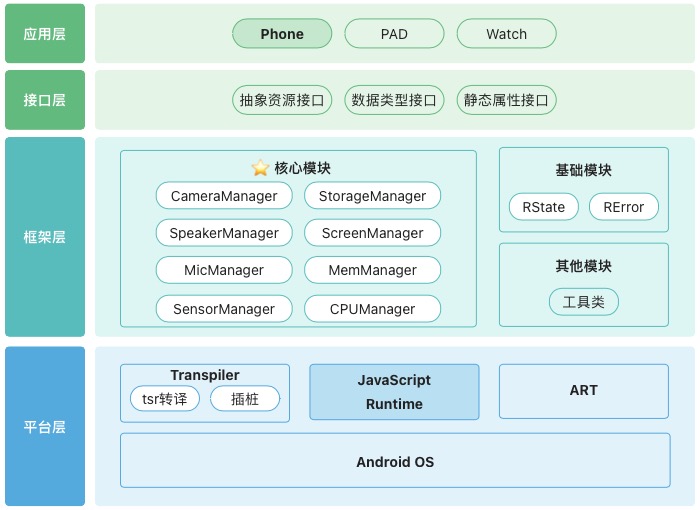 应用层
Phone
PAD
Watch
接口层
抽象资源接口
数据类型接口
静态属性接口
框架层
核心模块
CameraManager
StorageManager
SpeakerManager
ScreenManager
MicManager
MemManager
SensorManager
CPUManager
基础模块
RState
RError
其他模块
工具类
平台层
Transpiler
tsr转译
插桩
JavaScript
Runtime
ART
Android OS